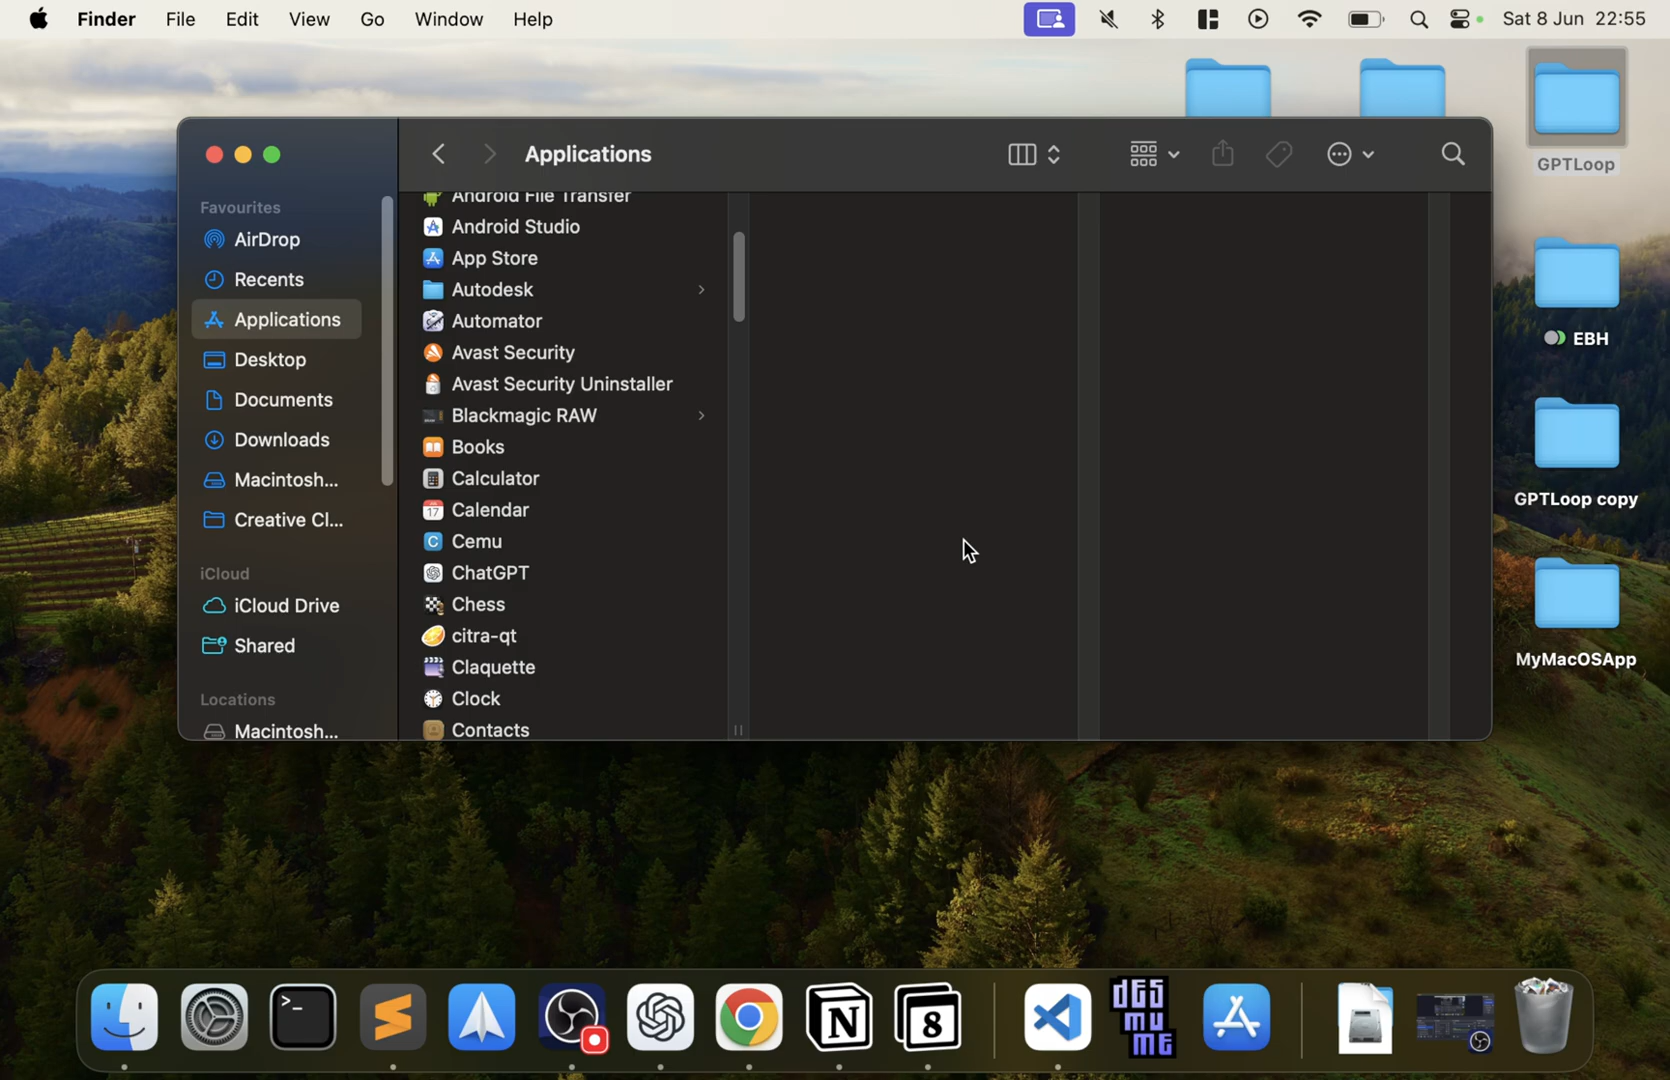 Finder File Edit View Go Window Help Sat 8 Jun 22:55
Applications
Favourites
AirDrop
Recents
Applications
Desktop
Documents
Downloads
Macintosh...
Creative Cl...
iCloud
iCloud Drive
Shared
Locations
Macintosh...
Android File Transfer
Android Studio
App Store
Autodesk
Automator
Avast Security
Avast Security Uninstaller
Blackmagic RAW
Books
Calculator
17
Calendar
C
Cemu
ChatGPT
Chess
citra-qt
Claquette
Clock
Contacts
GPTLoop
EBH
GPTLoop copy
MyMacOSApp
>_
N
8
dESMUME